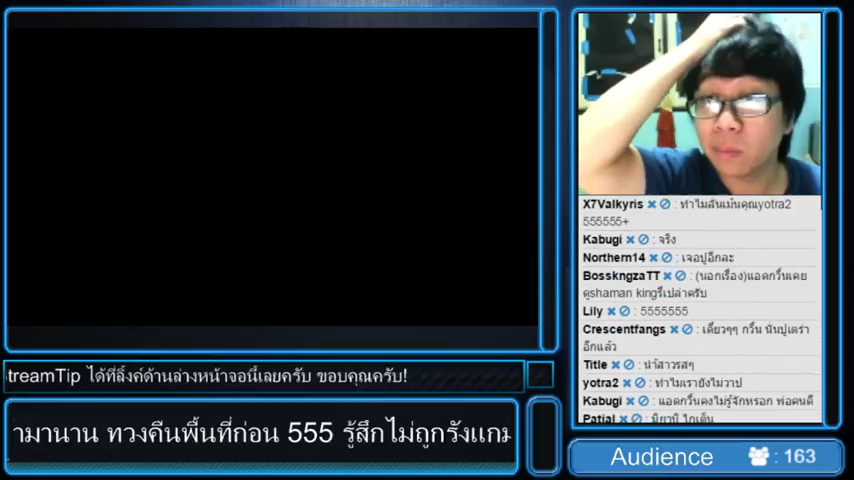 X7Valkyris : ทำไมลั่นเม้นคุณyotra2
555555+
Kabugi : จริง
Northern14 : เจอปูอีกละ
BosskngzaTT : (นอกเรื่อง)แอดกวิ้นเคย
ดูshaman kingรึเปล่าครับ
Lily : 5555555
Crescentfangs : เดี๋ยวๆๆ กวิ้น นั่นปูเตร่า
อีกแล้ว
Title : น้ำสาวรสๆ
yotra2 : ทำไมเรายังไม่วาป
Kabugi : แอดกวิ้นคงไม่รู้จักหรอก พ่อคนดี
Patial :
treamTip ได้ที่ลิ้งค์ด้านล่างหน้าจอนี้เลยครับ ขอบคุณครับ!
ามานาน ทวงคืนพื้นที่ก่อน 555 รู้สึกไม่ถูกรังแกม
Audience : 163